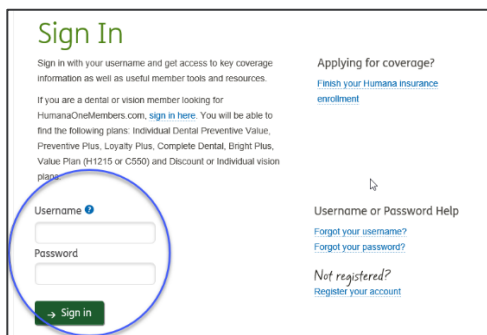 Sign In
Sign in with your username and get access to key coverage
information as well as useful member tools and resources.
If you are a dental or vision member looking for
HumanaOneMembers.com, sign in here. You will be able to
find the following plans: Individual Dental Preventive Value,
Preventive Plus, Loyalty Plus, Complete Dental, Bright Plus,
Value Plan (H1215 or C550) and Discount or Individual vision
plans.
Username ?
Password
→ Sign in
Applying for coverage?
Finish your Humana insurance
enrollment
Username or Password Help
Forgot your username?
Forgot your password?
Not registered?
Register your account